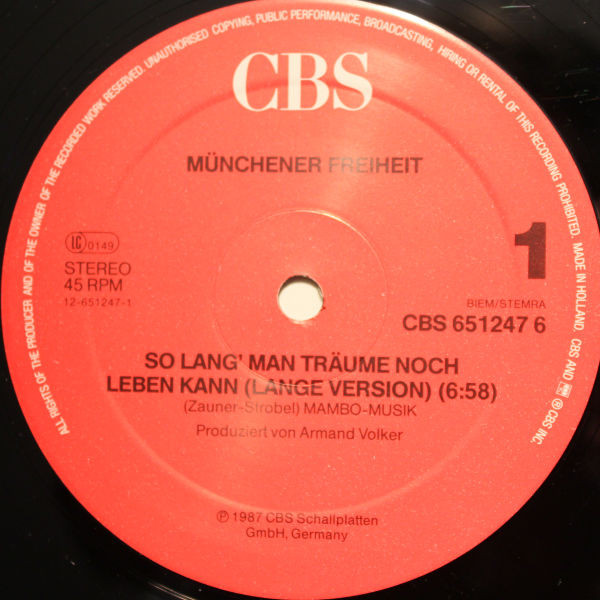 ALL RIGHTS OF THE PRODUCER AND OF THE OWNER OF THE RECORDED WORK RESERVED. UNAUTHORISED COPYING, PUBLIC PERFORMANCE, BROADCASTING, HIRING OR RENTAL OF THIS RECORDING PROHIBITED. MADE IN HOLLAND. CBS AND ® CBS INC.
CBS
MÜNCHENER FREIHEIT
LC 0149
STEREO
45 RPM
12-651247-1
1
BIEM/STEMRA
CBS 651247 6
SO LANG' MAN TRÄUME NOCH
LEBEN KANN (LANGE VERSION) (6:58)
(Zauner-Strobel) MAMBO-MUSIK
Produziert von Armand Volker
℗ 1987 CBS Schallplatten
GmbH, Germany